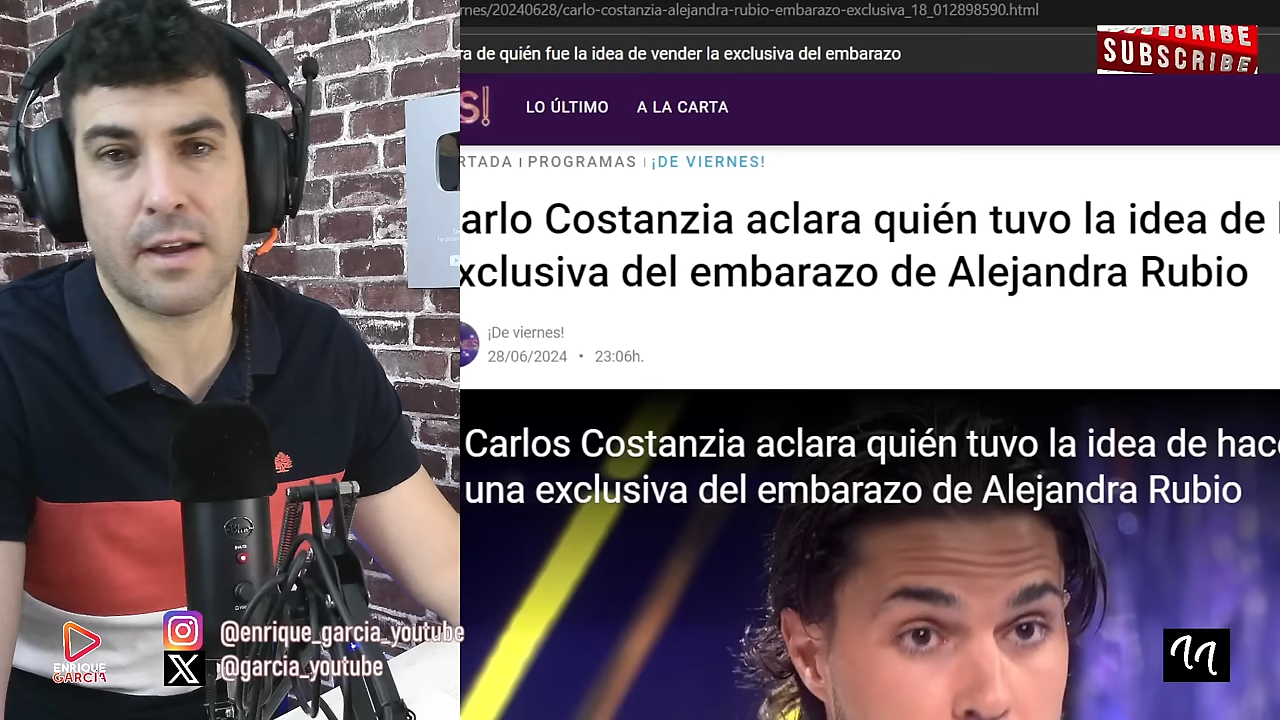 rnes/20240628/carlo-costanzia-alejandra-rubio-embarazo-exclusiva_18_012898590.html
ra de quién fue la idea de vender la exclusiva del embarazo
SUBSCRIBE
SUBSCRIBE
S!
LO ÚLTIMO
A LA CARTA
RTADA | PROGRAMAS | ¡DE VIERNES!
arlo Costanzia aclara quién tuvo la idea de
xclusiva del embarazo de Alejandra Rubio
¡De viernes!
28/06/2024 • 23:06h.
Carlos Costanzia aclara quién tuvo la idea de hac
una exclusiva del embarazo de Alejandra Rubio
@enrique_garcia_youtube
@garcia_youtube
ENRIQUE
GARCIA